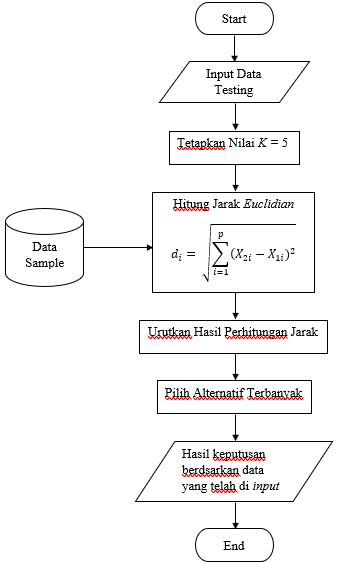 Start
Input Data
Testing
Tetapkan Nilai K = 5
Hitung Jarak Euclidian
d_i = √(∑_{i=1}^{p} (X_{2i} − X_{1i})^2)
Data
Sample
Urutkan Hasil Perhitungan Jarak
Pilih Alternatif Terbanyak
Hasil keputusan
berdsarkan data
yang telah di input
End